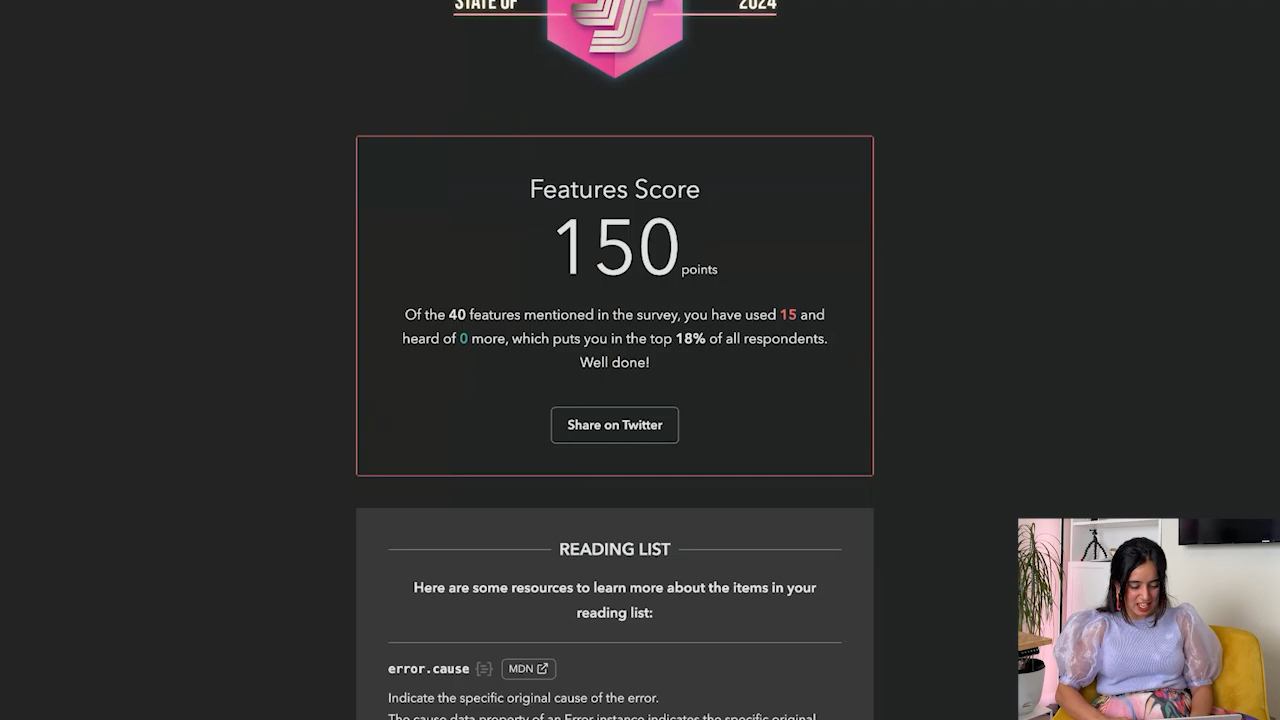 STATE OF
2024
Features Score
150 points
Of the 40 features mentioned in the survey, you have used 15 and
heard of 0 more, which puts you in the top 18% of all respondents.
Well done!
Share on Twitter
READING LIST
Here are some resources to learn more about the items in your
reading list:
error.cause {≡} MDN
Indicate the specific original cause of the error.
The cause data property of an Error instance indicates the specific original